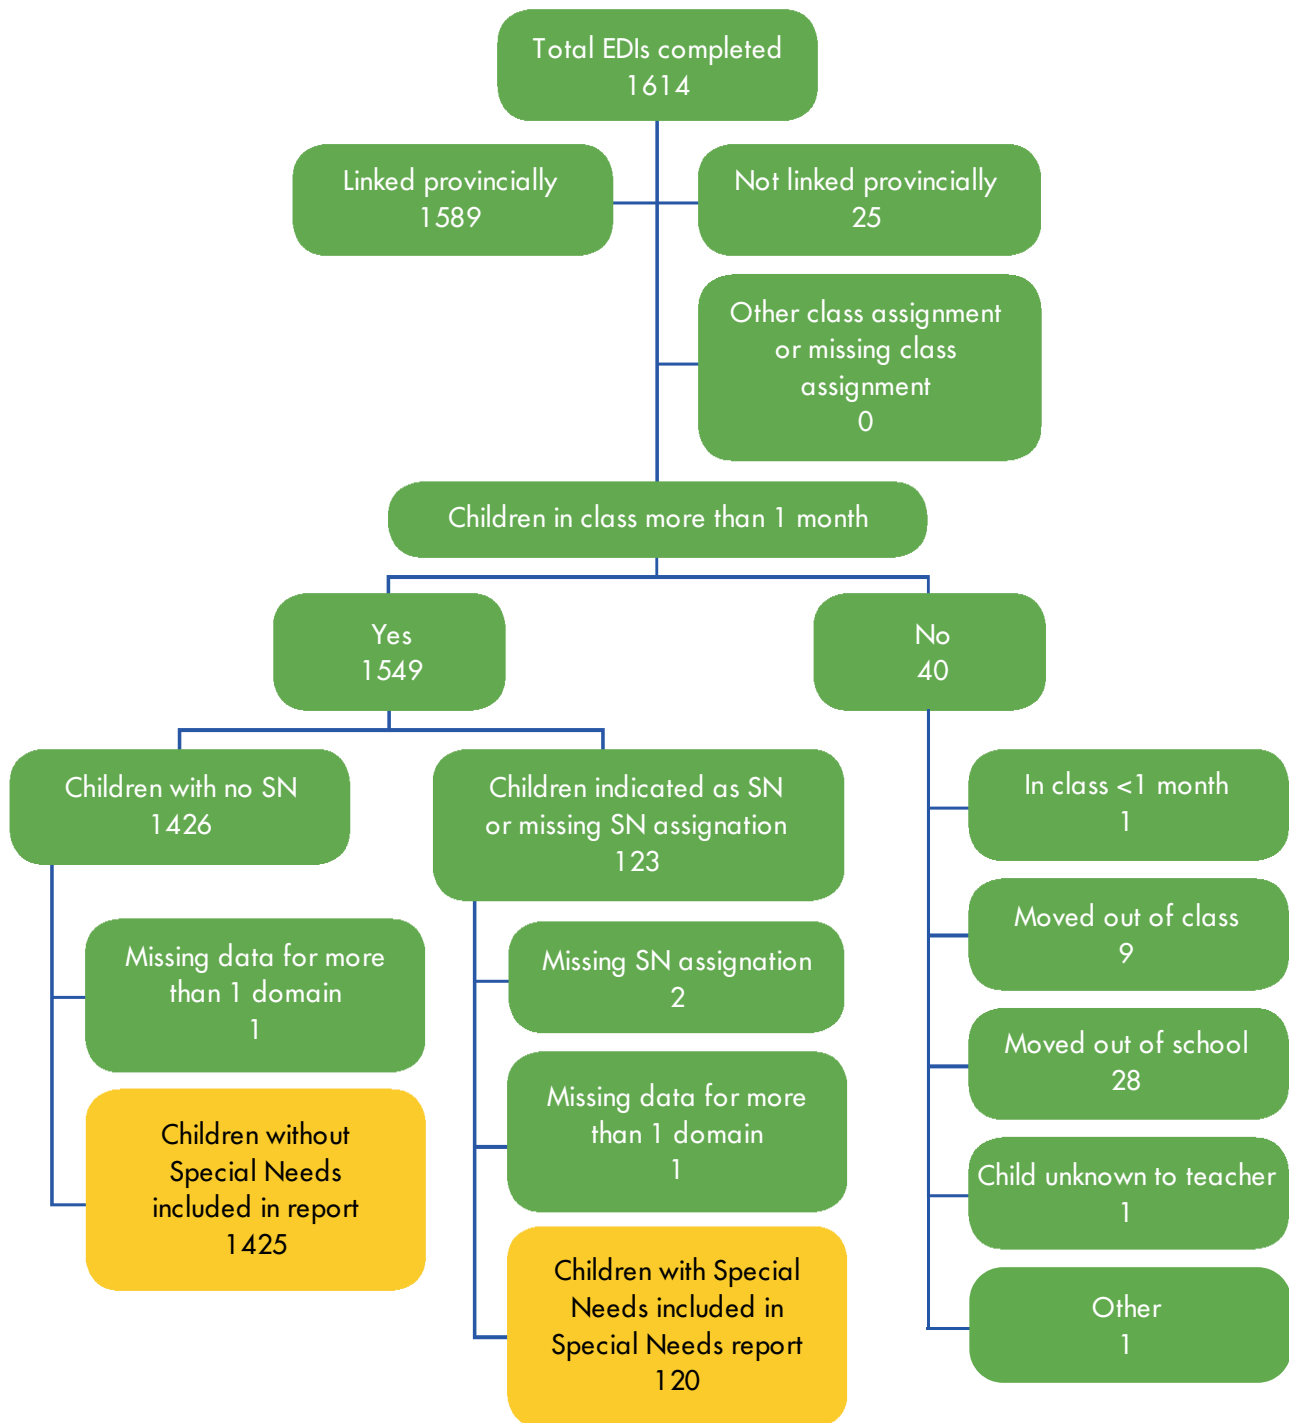 Total EDIs completed
1614
Linked provincially
1589
Not linked provincially
25
Other class assignment
or missing class
assignment
0
Children in class more than 1 month
Yes
1549
No
40
Children with no SN
1426
Missing data for more
than 1 domain
1
Children without
Special Needs
included in report
1425
Children indicated as SN
or missing SN assignation
123
Missing SN assignation
2
Missing data for more
than 1 domain
1
Children with Special
Needs included in
Special Needs report
120
In class <1 month
1
Moved out of class
9
Moved out of school
28
Child unknown to teacher
1
Other
1